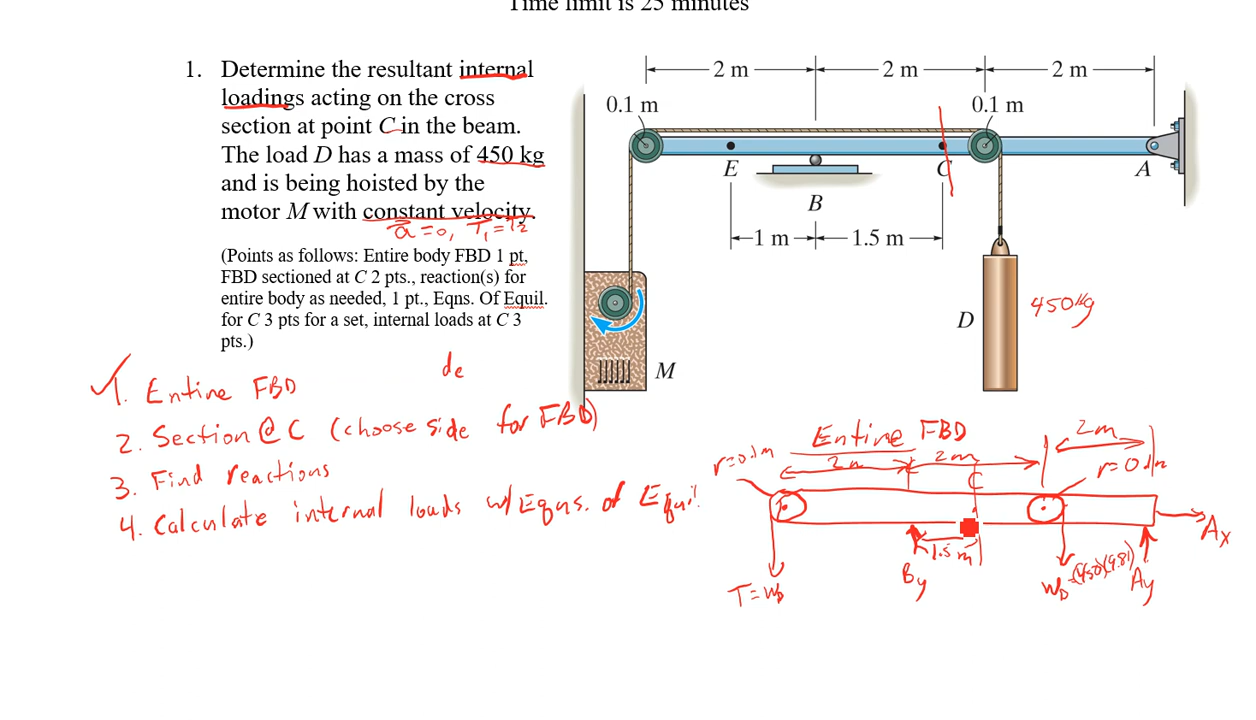 Time limit is 25 minutes
1. Determine the resultant internal
loadings acting on the cross
section at point C in the beam.
The load D has a mass of 450 kg
and is being hoisted by the
motor M with constant velocity.
a = 0, T1 = T2
(Points as follows: Entire body FBD 1 pt,
FBD sectioned at C 2 pts., reaction(s) for
entire body as needed, 1 pt., Eqns. Of Equil.
for C 3 pts for a set, internal loads at C 3
pts.)
2 m 2 m 2 m
0.1 m 0.1 m
E C A
B
1 m 1.5 m
D 450kg
M
de
1. Entire FBD
2. Section @ C (choose side for FBD)
3. Find reactions
4. Calculate internal loads w/ Eqns. of Equil.
Entire FBD
r=0.1m 2m 2m 2m
C r=0.1m
Ax
1.5m
T=WD By WD=(450)(9.81) Ay